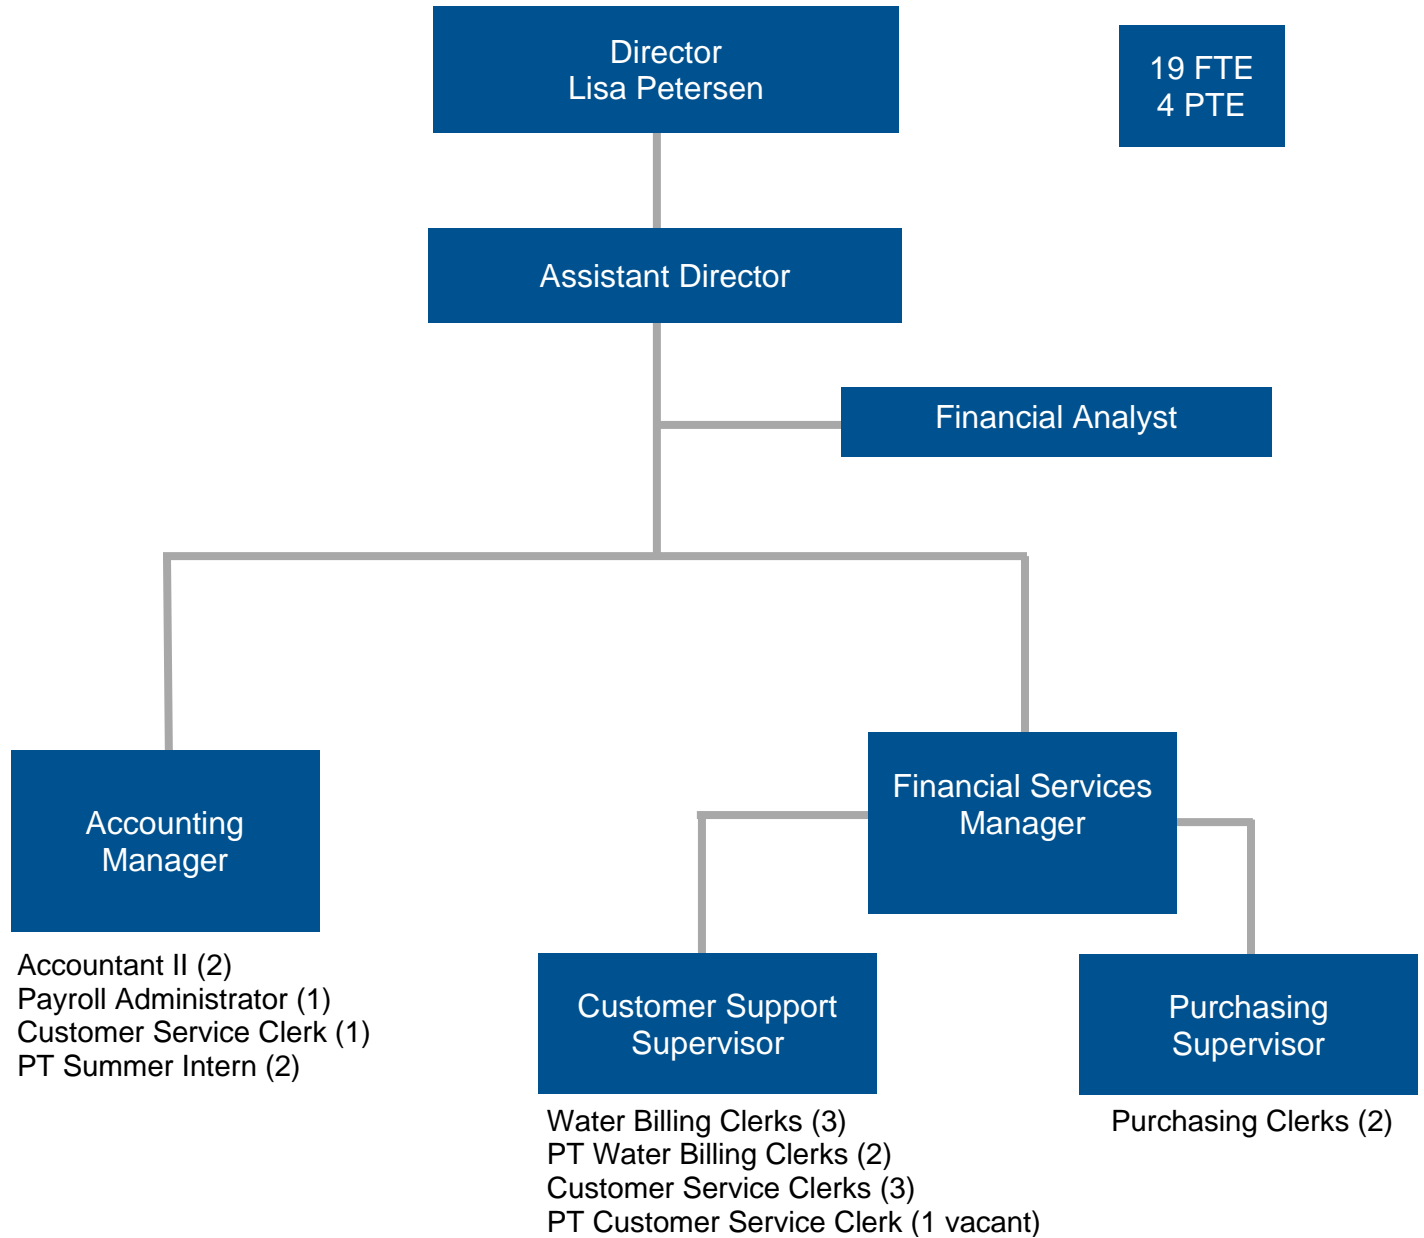 Director
Lisa Petersen
19 FTE
4 PTE
Assistant Director
Financial Analyst
Accounting
Manager
Accountant II (2)
Payroll Administrator (1)
Customer Service Clerk (1)
PT Summer Intern (2)
Financial Services
Manager
Customer Support
Supervisor
Water Billing Clerks (3)
PT Water Billing Clerks (2)
Customer Service Clerks (3)
PT Customer Service Clerk (1 vacant)
Purchasing
Supervisor
Purchasing Clerks (2)